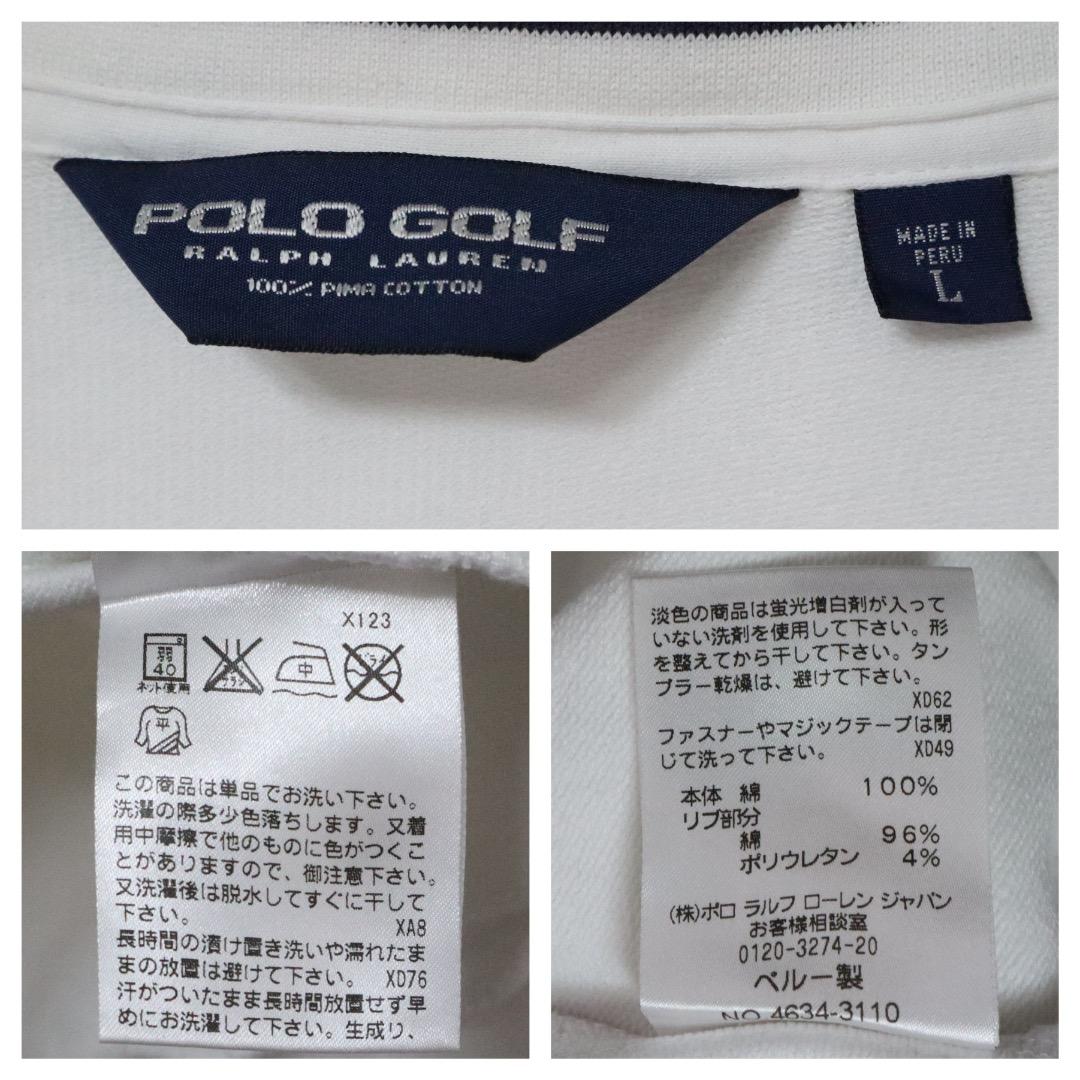 POLO GOLF
RALPH LAUREN
100% PIMA COTTON
MADE IN
PERU
L
X123
弱
40
ネット使用
中
平
この商品は単品でお洗い下さい。
洗濯の際多少色落ちします。又着
用中摩擦で他のものに色がつくこ
とがありますので、御注意下さい。
又洗濯後は脱水してすぐに干して
下さい。 XA8
長時間の漬け置き洗いや濡れたま
まの放置は避けて下さい。 XD76
汗がついたまま長時間放置せず早
めにお洗濯して下さい。生成り、
淡色の商品は蛍光増白剤が入って
いない洗剤を使用して下さい。形
を整えてから干して下さい。タン
ブラー乾燥は、避けて下さい。
XD62
ファスナーやマジックテープは閉
じて洗って下さい。 XD49
本体 綿 100%
リブ部分
綿 96%
ポリウレタン 4%
(株)ポロ ラルフ ローレン ジャパン
お客様相談室
0120-3274-20
ペルー製
NO 4634-3110